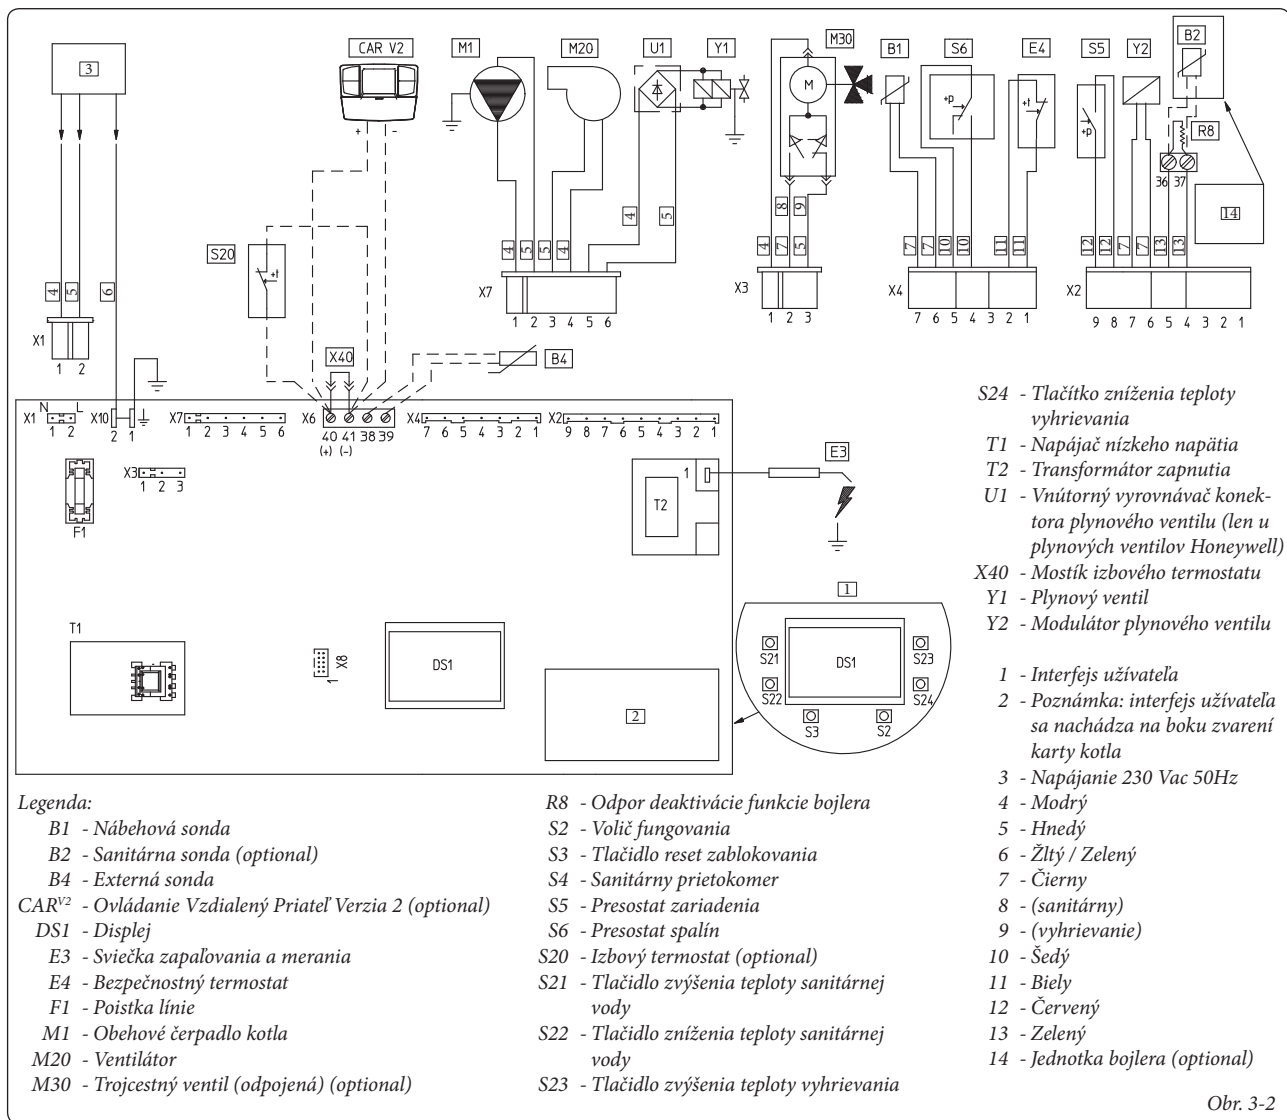 CAR V2
M1
M20
U1
Y1
M30
B1
S6
E4
S5
Y2
B2
3
M
+p
+t
+p
R8
36 37
14
+ -
S20
+t
4 5 6
4 5 5 4 4 5
8 9
4 7 5
7 7 10 10 11 11
12 12 7 7 13 13
X1
1 2
X7
1 2 3 4 5 6
X3
1 2 3
X4
7 6 5 4 3 2 1
X2
9 8 7 6 5 4 3 2 1
X40
B4
X1 N L
1 2
X10
2 1
X7
1 2 3 4 5 6
X6
40 41 38 39
(+) (-)
X4
7 6 5 4 3 2 1
X2
9 8 7 6 5 4 3 2 1
F1
X3
1 2 3
1
T2
E3
T1
1 X8
DS1
2
1
S21
S22
S3
DS1
S2
S23
S24
S24 - Tlačítko zníženia teploty
vyhrievania
T1 - Napájač nízkeho napätia
T2 - Transformátor zapnutia
U1 - Vnútorný vyrovnávač konek-
tora plynového ventilu (len u
plynových ventilov Honeywell)
X40 - Mostík izbového termostatu
Y1 - Plynový ventil
Y2 - Modulátor plynového ventilu
1 - Interfejs užívateľa
2 - Poznámka: interfejs užívateľa
sa nachádza na boku zvarení
karty kotla
3 - Napájanie 230 Vac 50Hz
4 - Modrý
5 - Hnedý
6 - Žltý / Zelený
7 - Čierny
8 - (sanitárny)
9 - (vyhrievanie)
10 - Šedý
11 - Biely
12 - Červený
13 - Zelený
14 - Jednotka bojlera (optional)
Legenda:
B1 - Nábehová sonda
B2 - Sanitárna sonda (optional)
B4 - Externá sonda
CARV2 - Ovládanie Vzdialený Priateľ Verzia 2 (optional)
DS1 - Displej
E3 - Sviečka zapaľovania a merania
E4 - Bezpečnostný termostat
F1 - Poistka línie
M1 - Obehové čerpadlo kotla
M20 - Ventilátor
M30 - Trojcestný ventil (odpojená) (optional)
R8 - Odpor deaktivácie funkcie bojlera
S2 - Volič fungovania
S3 - Tlačidlo reset zablokovania
S4 - Sanitárny prietokomer
S5 - Presostat zariadenia
S6 - Presostat spalín
S20 - Izbový termostat (optional)
S21 - Tlačidlo zvýšenia teploty sanitárnej
vody
S22 - Tlačidlo zníženia teploty sanitárnej
vody
S23 - Tlačidlo zvýšenia teploty vyhrievania
Obr. 3-2